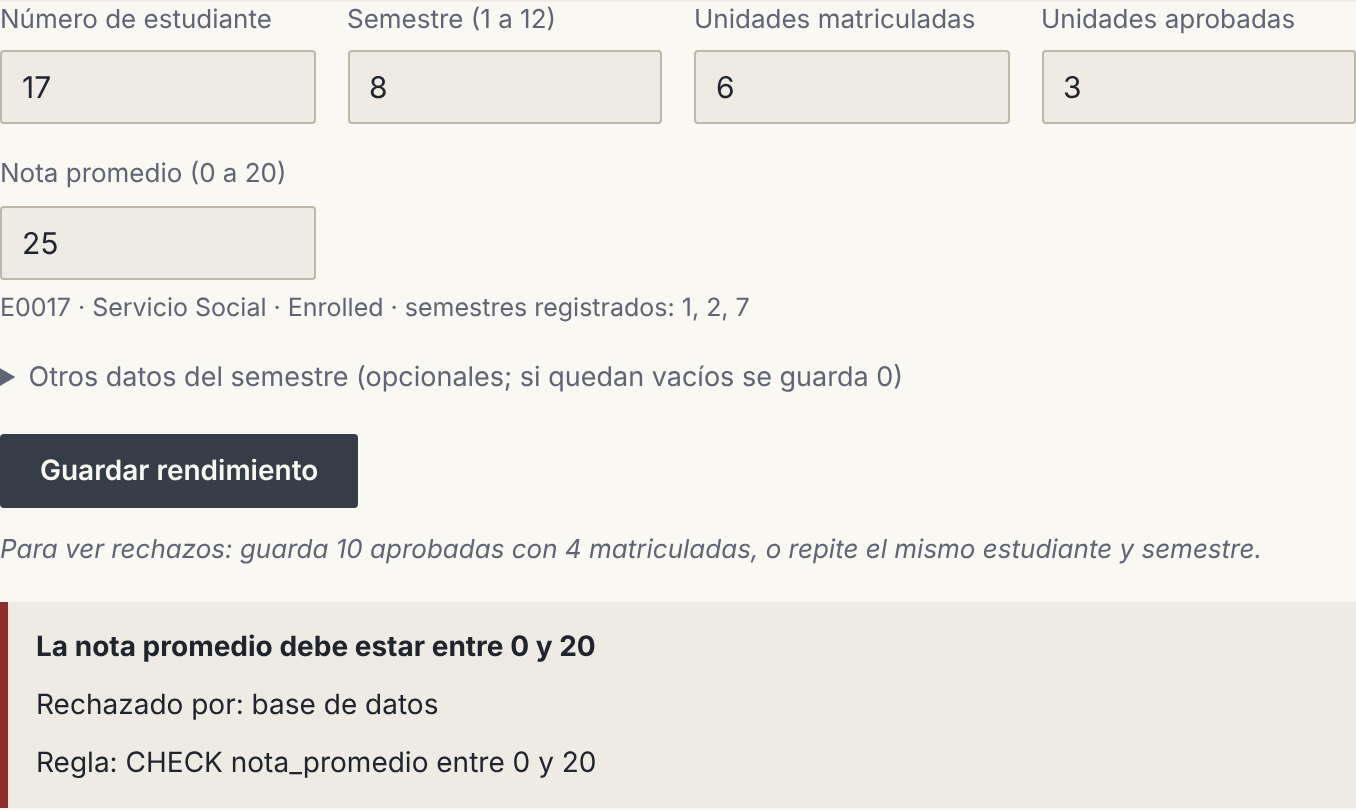 Número de estudiante
Semestre (1 a 12)
Unidades matriculadas
Unidades aprobadas
17
8
6
3
Nota promedio (0 a 20)
25
E0017 · Servicio Social · Enrolled · semestres registrados: 1, 2, 7
Otros datos del semestre (opcionales; si quedan vacíos se guarda 0)
Guardar rendimiento
Para ver rechazos: guarda 10 aprobadas con 4 matriculadas, o repite el mismo estudiante y semestre.
La nota promedio debe estar entre 0 y 20
Rechazado por: base de datos
Regla: CHECK nota_promedio entre 0 y 20